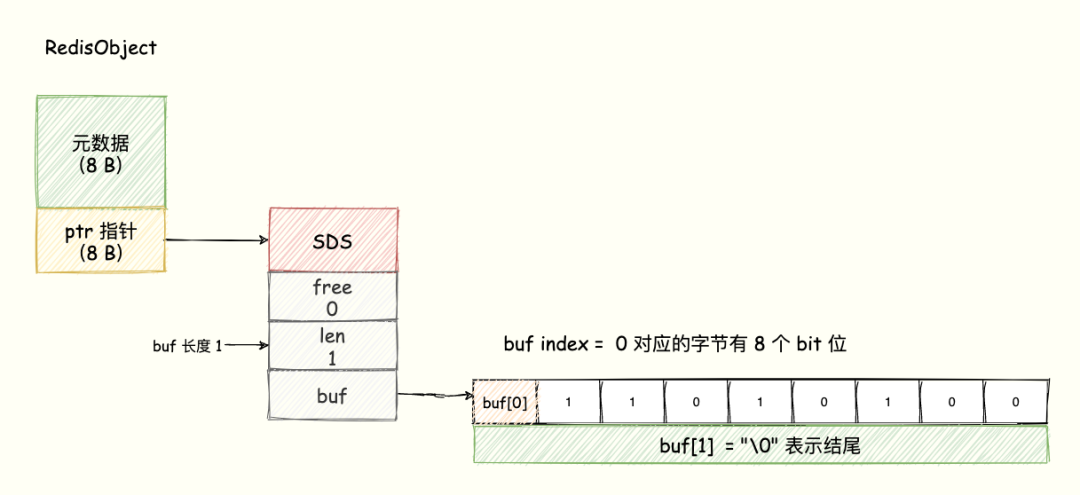 RedisObject
元数据
(8 B)
ptr 指针
(8 B)
SDS
free
0
buf 长度 1
len
1
buf
buf index = 0 对应的字节有 8 个 bit 位
buf[0] 1 1 0 1 0 1 0 0
buf[1] = "\0" 表示结尾